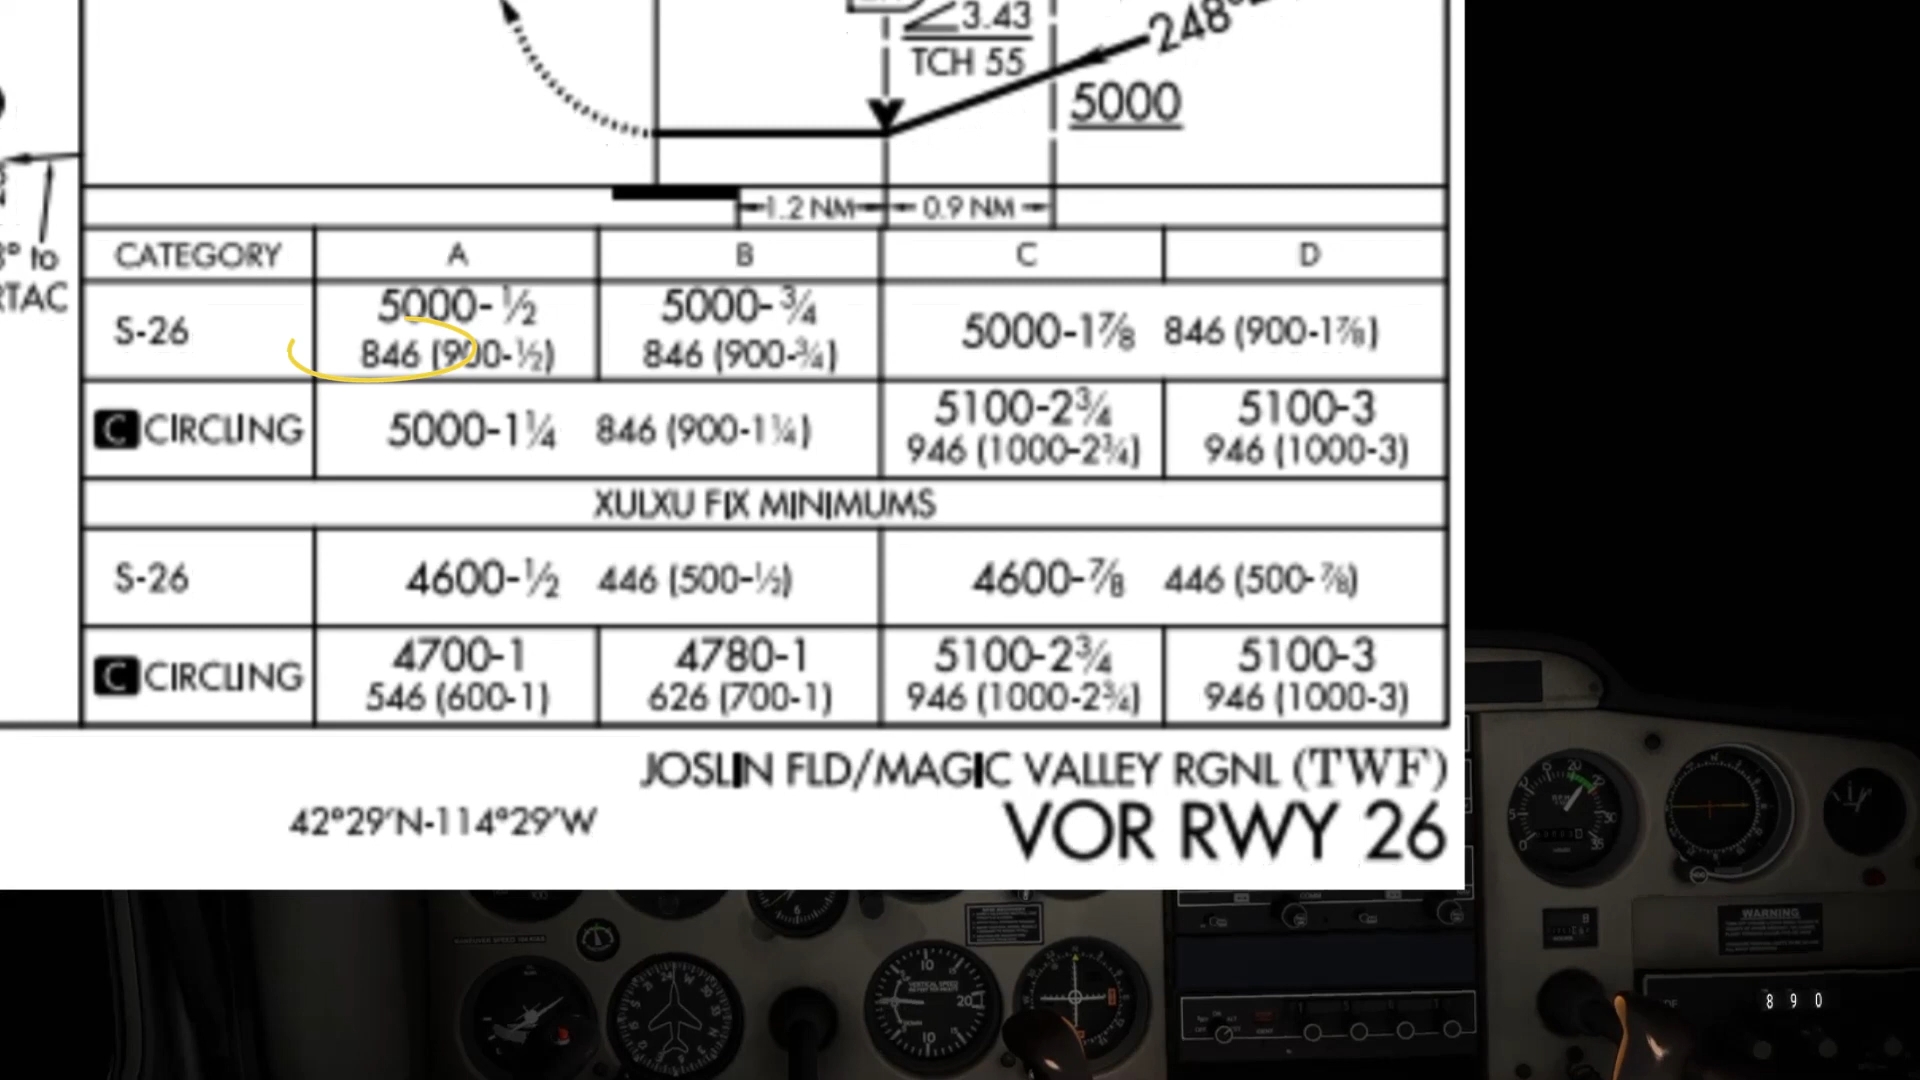 3.43
TCH 55
248°
5000
1.2 NM
0.9 NM
3° to
RTAC
CATEGORY A B C D
S-26
5000-½
846 (900-½)
5000-¾
846 (900-¾)
5000-1⅞ 846 (900-1⅞)
C CIRCLING
5000-1¼ 846 (900-1¼)
5100-2¾
946 (1000-2¾)
5100-3
946 (1000-3)
XULXU FIX MINIMUMS
S-26
4600-½ 446 (500-½)
4600-⅞ 446 (500-⅞)
C CIRCLING
4700-1
546 (600-1)
4780-1
626 (700-1)
5100-2¾
946 (1000-2¾)
5100-3
946 (1000-3)
JOSLIN FLD/MAGIC VALLEY RGNL (TWF)
42°29'N-114°29'W
VOR RWY 26
WARNING
10
20
10
6
8 9 0